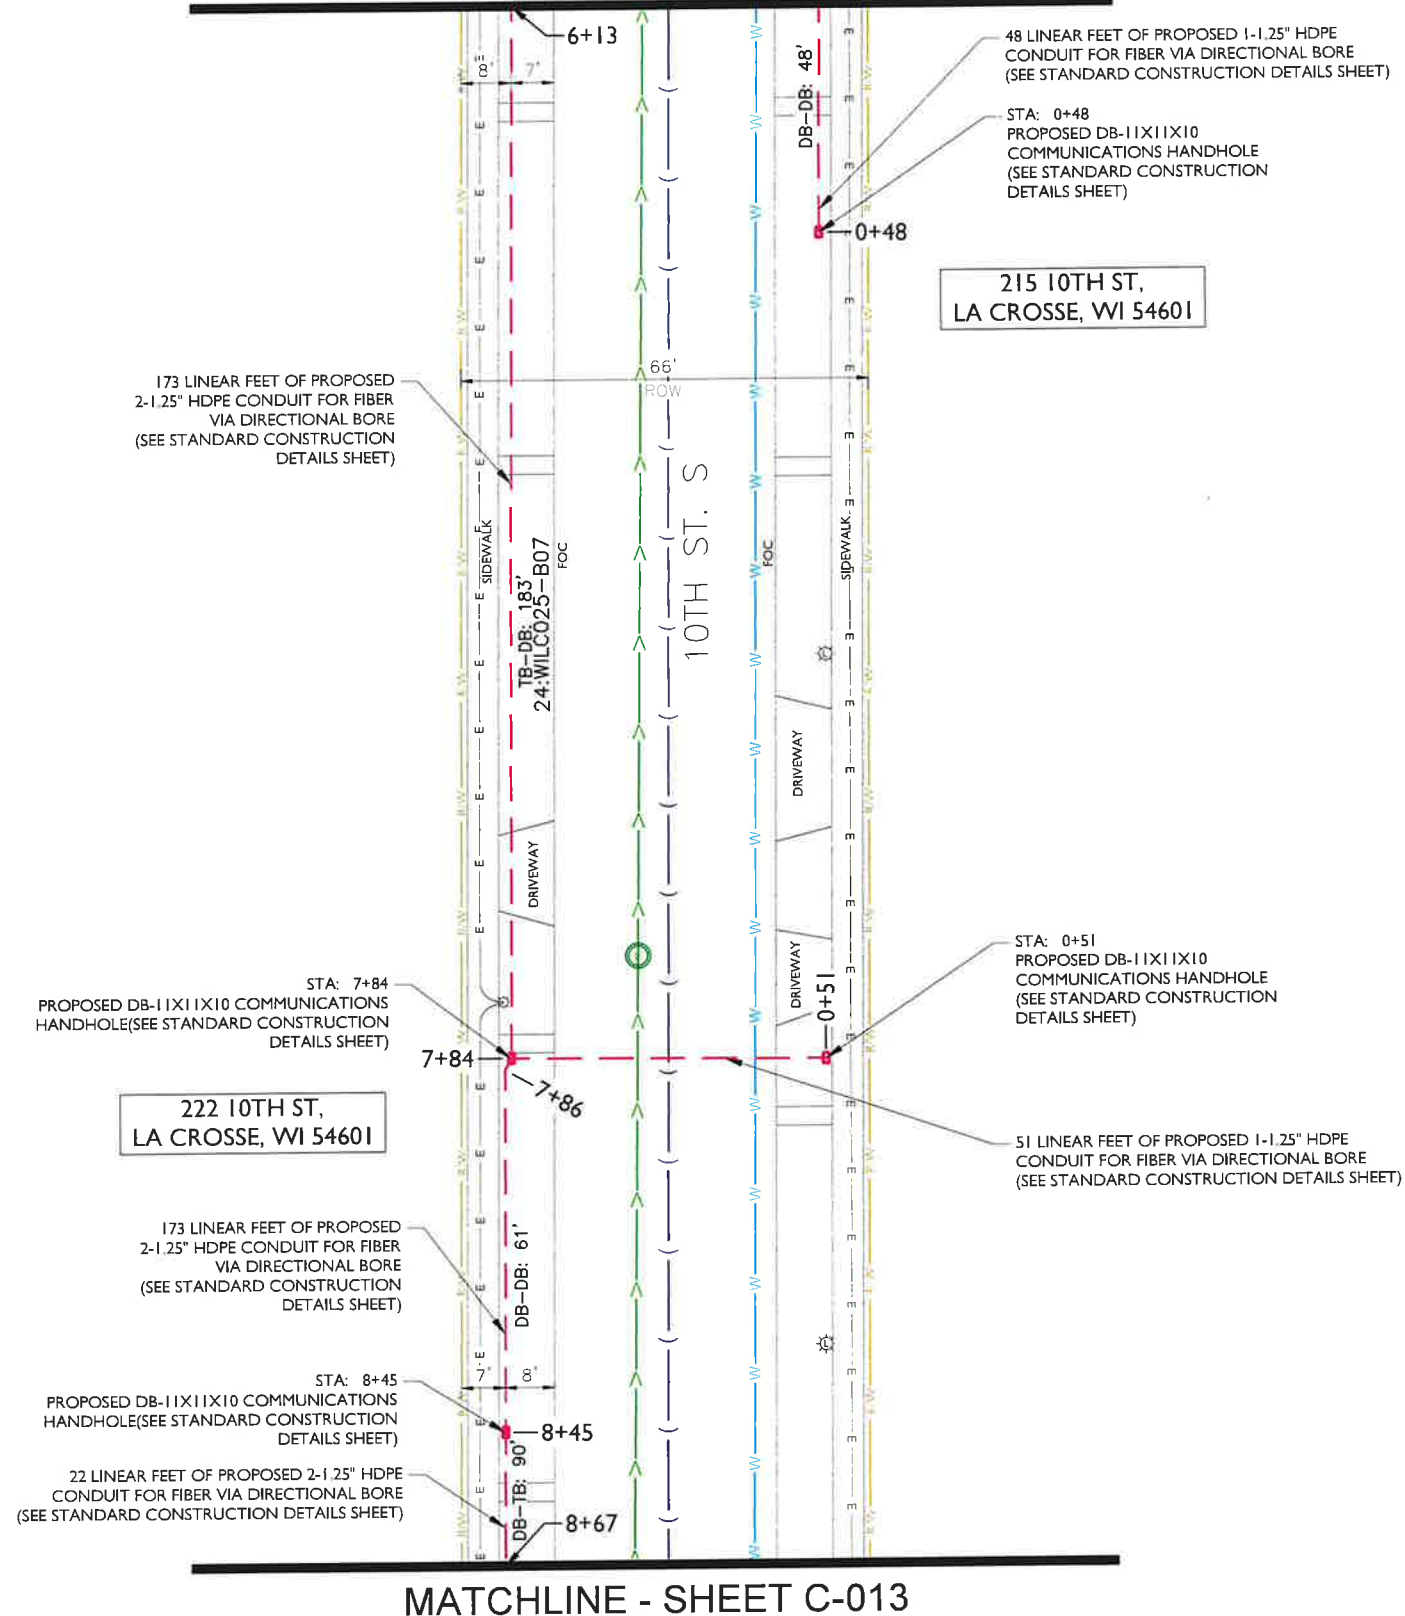 6+13
8'
7'
DB-DB: 48'
48 LINEAR FEET OF PROPOSED 1-1.25" HDPE
CONDUIT FOR FIBER VIA DIRECTIONAL BORE
(SEE STANDARD CONSTRUCTION DETAILS SHEET)
STA: 0+48
PROPOSED DB-11X11X10
COMMUNICATIONS HANDHOLE
(SEE STANDARD CONSTRUCTION
DETAILS SHEET)
0+48
215 10TH ST,
LA CROSSE, WI 54601
66'
ROW
173 LINEAR FEET OF PROPOSED
2-1.25" HDPE CONDUIT FOR FIBER
VIA DIRECTIONAL BORE
(SEE STANDARD CONSTRUCTION
DETAILS SHEET)
SIDEWALK
TB-DB: 183'
24:WILC025-B07
FOC
10TH ST. S
FOC
SIDEWALK
DRIVEWAY
DRIVEWAY
DRIVEWAY
0+51
STA: 0+51
PROPOSED DB-11X11X10
COMMUNICATIONS HANDHOLE
(SEE STANDARD CONSTRUCTION
DETAILS SHEET)
STA: 7+84
PROPOSED DB-11X11X10 COMMUNICATIONS
HANDHOLE(SEE STANDARD CONSTRUCTION
DETAILS SHEET)
7+84
7+86
222 10TH ST,
LA CROSSE, WI 54601
51 LINEAR FEET OF PROPOSED 1-1.25" HDPE
CONDUIT FOR FIBER VIA DIRECTIONAL BORE
(SEE STANDARD CONSTRUCTION DETAILS SHEET)
173 LINEAR FEET OF PROPOSED
2-1.25" HDPE CONDUIT FOR FIBER
VIA DIRECTIONAL BORE
(SEE STANDARD CONSTRUCTION
DETAILS SHEET)
DB-DB: 61'
7'
8'
STA: 8+45
PROPOSED DB-11X11X10 COMMUNICATIONS
HANDHOLE(SEE STANDARD CONSTRUCTION
DETAILS SHEET)
8+45
22 LINEAR FEET OF PROPOSED 2-1.25" HDPE
CONDUIT FOR FIBER VIA DIRECTIONAL BORE
(SEE STANDARD CONSTRUCTION DETAILS SHEET)
DB-TB: 90'
8+67
MATCHLINE - SHEET C-013